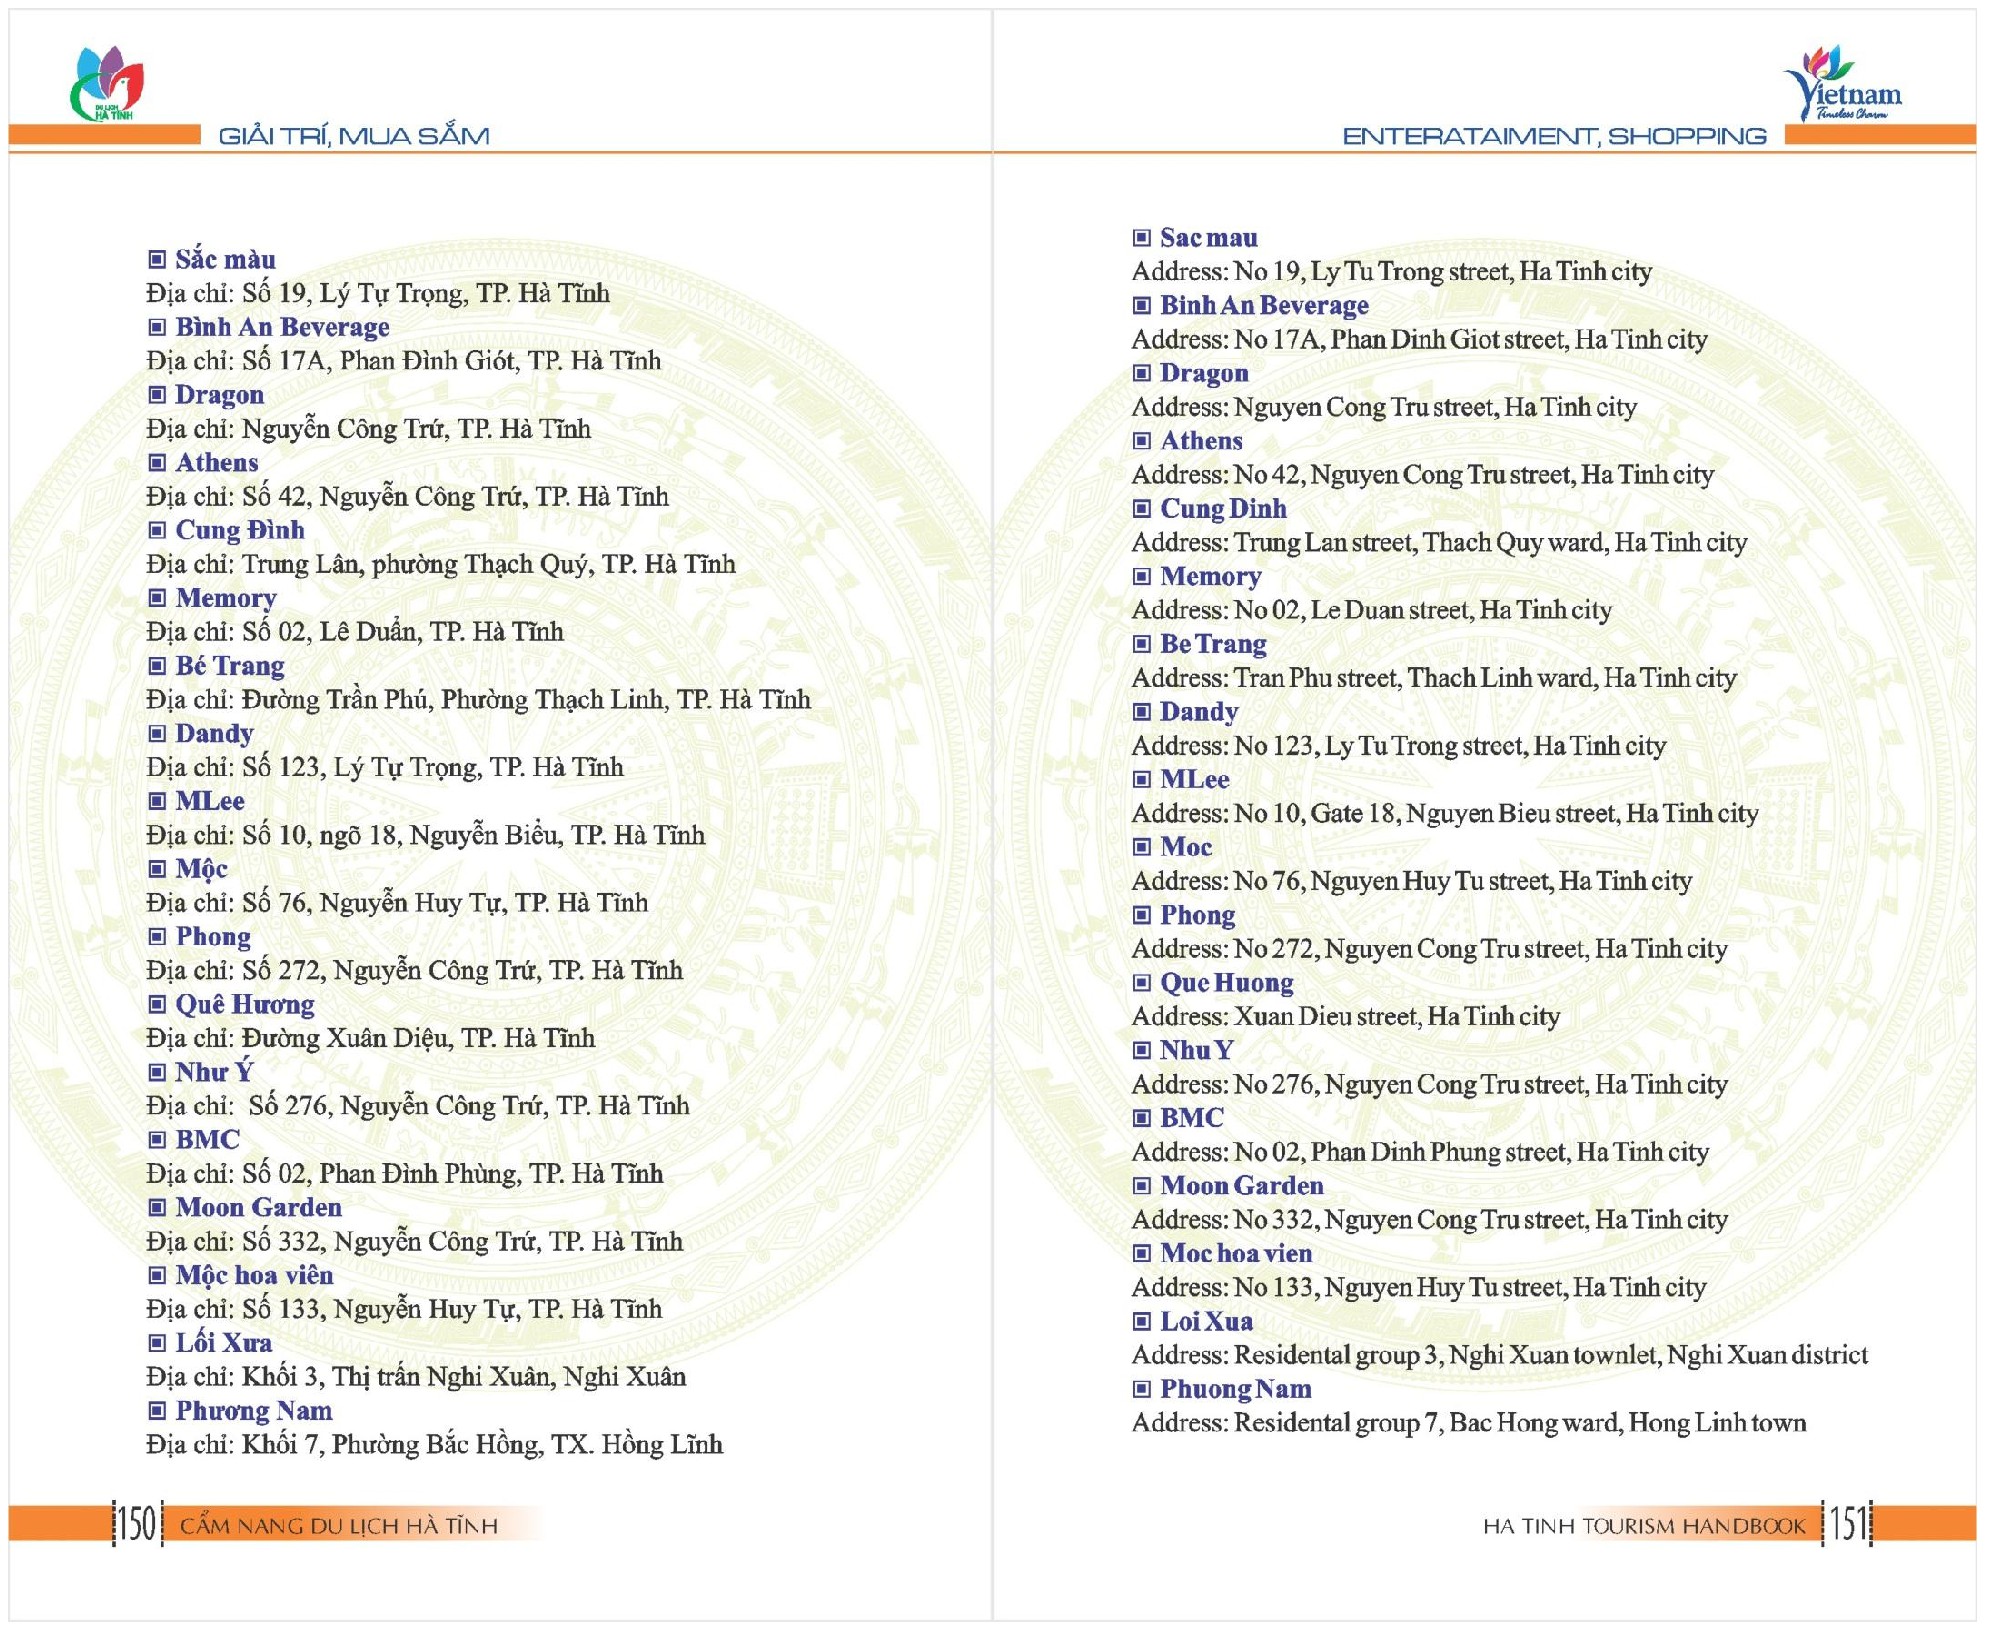 DU LỊCH
HÀ TĨNH
GIẢI TRÍ, MUA SẮM
Sắc màu
Địa chỉ: Số 19, Lý Tự Trọng, TP. Hà Tĩnh
Bình An Beverage
Địa chỉ: Số 17A, Phan Đình Giót, TP. Hà Tĩnh
Dragon
Địa chỉ: Nguyễn Công Trứ, TP. Hà Tĩnh
Athens
Địa chỉ: Số 42, Nguyễn Công Trứ, TP. Hà Tĩnh
Cung Đình
Địa chỉ: Trung Lân, phường Thạch Quý, TP. Hà Tĩnh
Memory
Địa chỉ: Số 02, Lê Duẩn, TP. Hà Tĩnh
Bé Trang
Địa chỉ: Đường Trần Phú, Phường Thạch Linh, TP. Hà Tĩnh
Dandy
Địa chỉ: Số 123, Lý Tự Trọng, TP. Hà Tĩnh
MLee
Địa chỉ: Số 10, ngõ 18, Nguyễn Biểu, TP. Hà Tĩnh
Mộc
Địa chỉ: Số 76, Nguyễn Huy Tự, TP. Hà Tĩnh
Phong
Địa chỉ: Số 272, Nguyễn Công Trứ, TP. Hà Tĩnh
Quê Hương
Địa chỉ: Đường Xuân Diệu, TP. Hà Tĩnh
Như Ý
Địa chỉ: Số 276, Nguyễn Công Trứ, TP. Hà Tĩnh
BMC
Địa chỉ: Số 02, Phan Đình Phùng, TP. Hà Tĩnh
Moon Garden
Địa chỉ: Số 332, Nguyễn Công Trứ, TP. Hà Tĩnh
Mộc hoa viên
Địa chỉ: Số 133, Nguyễn Huy Tự, TP. Hà Tĩnh
Lối Xưa
Địa chỉ: Khối 3, Thị trấn Nghi Xuân, Nghi Xuân
Phương Nam
Địa chỉ: Khối 7, Phường Bắc Hồng, TX. Hồng Lĩnh
150 CẨM NANG DU LỊCH HÀ TĨNH
Vietnam
Timeless Charm
ENTERATAIMENT, SHOPPING
Sac mau
Address: No 19, Ly Tu Trong street, Ha Tinh city
Binh An Beverage
Address: No 17A, Phan Dinh Giot street, Ha Tinh city
Dragon
Address: Nguyen Cong Tru street, Ha Tinh city
Athens
Address: No 42, Nguyen Cong Tru street, Ha Tinh city
Cung Dinh
Address: Trung Lan street, Thach Quy ward, Ha Tinh city
Memory
Address: No 02, Le Duan street, Ha Tinh city
Be Trang
Address: Tran Phu street, Thach Linh ward, Ha Tinh city
Dandy
Address: No 123, Ly Tu Trong street, Ha Tinh city
MLee
Address: No 10, Gate 18, Nguyen Bieu street, Ha Tinh city
Moc
Address: No 76, Nguyen Huy Tu street, Ha Tinh city
Phong
Address: No 272, Nguyen Cong Tru street, Ha Tinh city
Que Huong
Address: Xuan Dieu street, Ha Tinh city
Nhu Y
Address: No 276, Nguyen Cong Tru street, Ha Tinh city
BMC
Address: No 02, Phan Dinh Phung street, Ha Tinh city
Moon Garden
Address: No 332, Nguyen Cong Tru street, Ha Tinh city
Moc hoa vien
Address: No 133, Nguyen Huy Tu street, Ha Tinh city
Loi Xua
Address: Residental group 3, Nghi Xuan townlet, Nghi Xuan district
Phuong Nam
Address: Residental group 7, Bac Hong ward, Hong Linh town
HA TINH TOURISM HANDBOOK 151